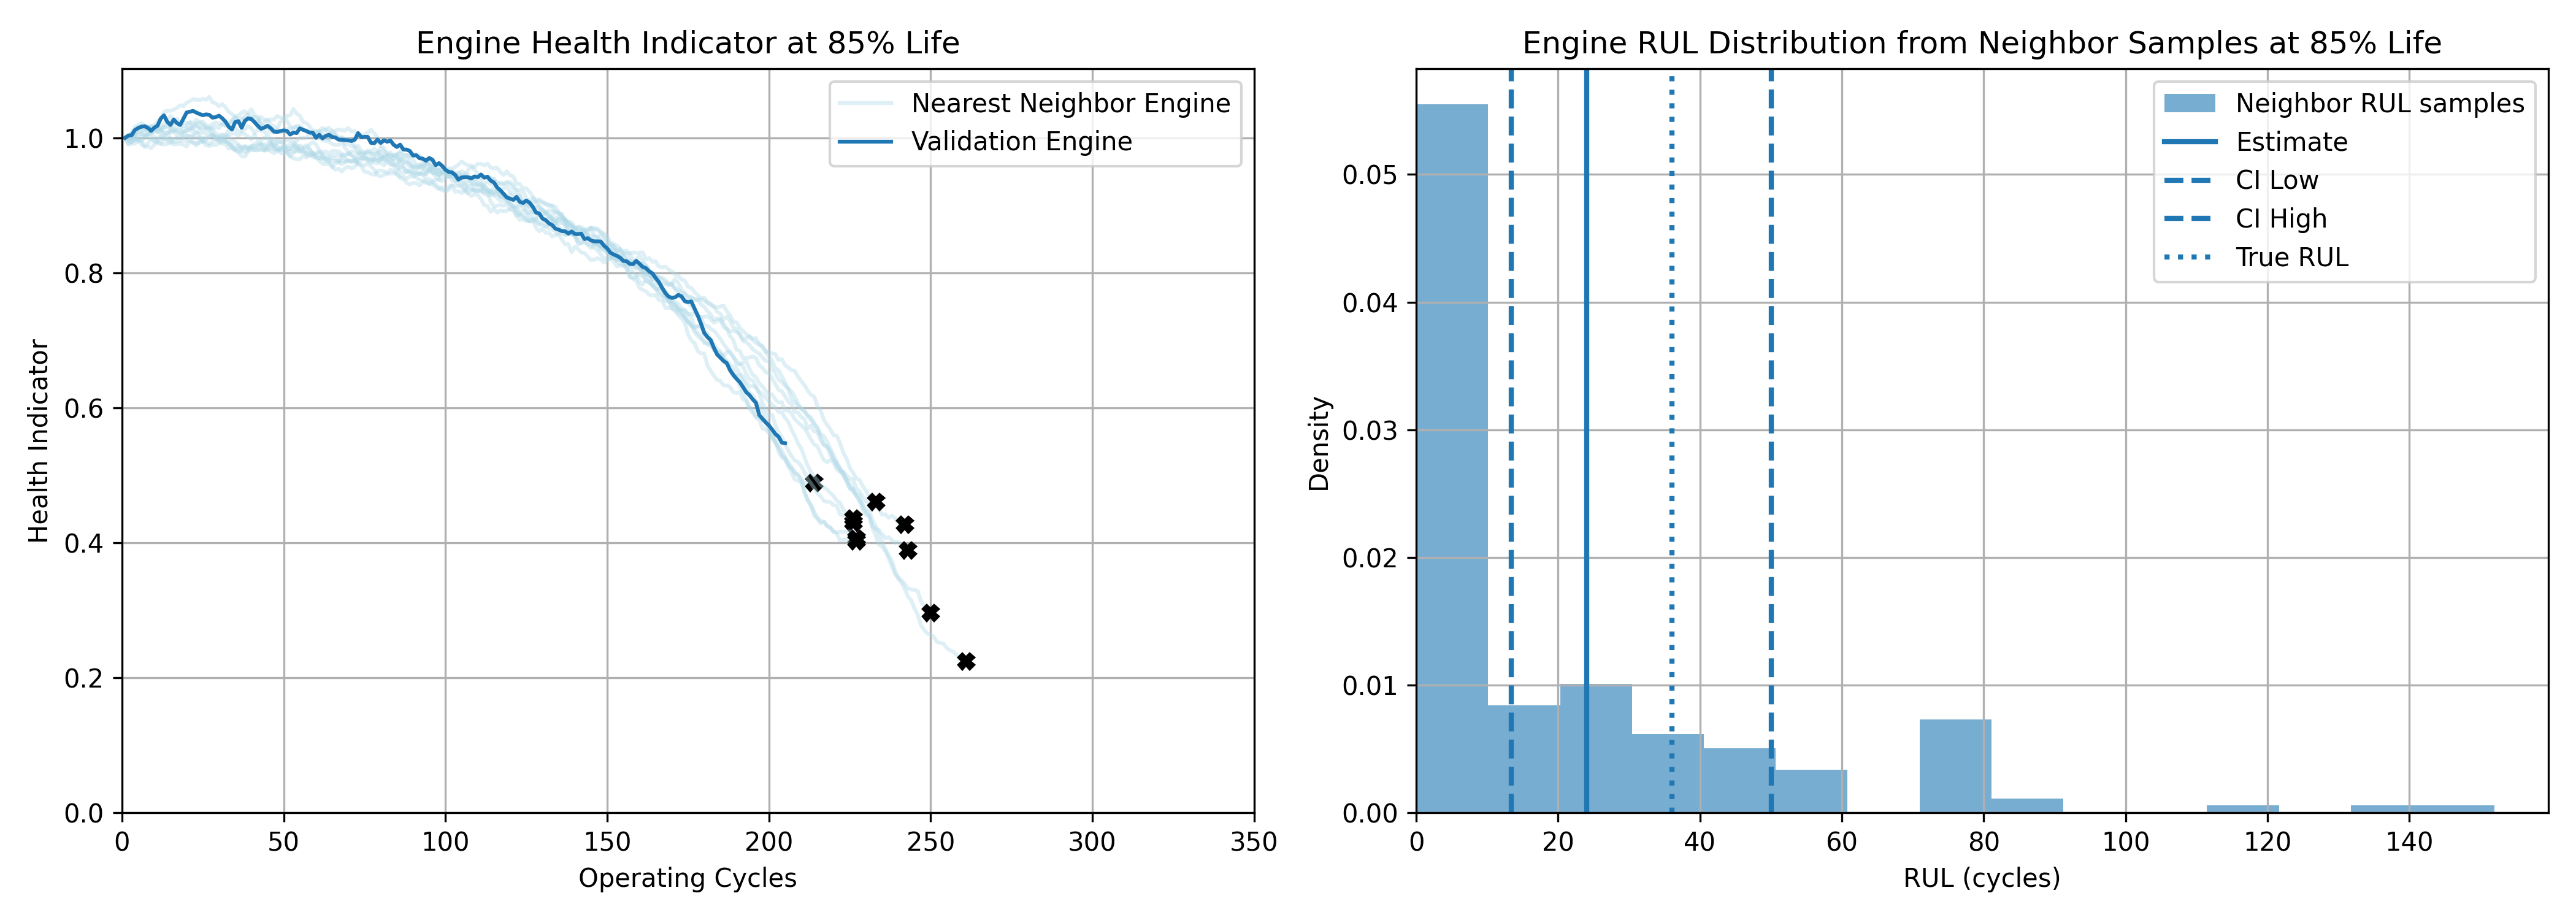 Engine Health Indicator at 85% Life
Nearest Neighbor Engine
Validation Engine
Health Indicator
1.0
0.8
0.6
0.4
0.2
0.0
0 50 100 150 200 250 300 350
Operating Cycles
Engine RUL Distribution from Neighbor Samples at 85% Life
Neighbor RUL samples
Estimate
CI Low
CI High
True RUL
Density
0.05
0.04
0.03
0.02
0.01
0.00
0 20 40 60 80 100 120 140
RUL (cycles)